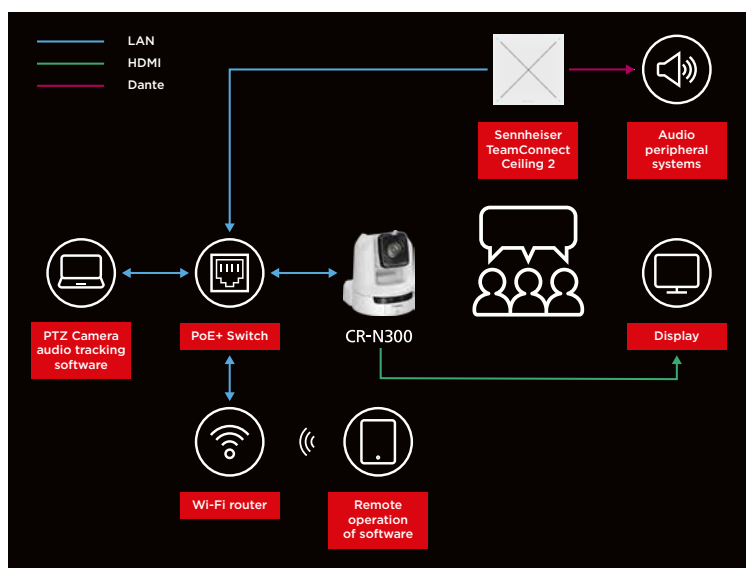 LAN
HDMI
Dante
Sennheiser
TeamConnect
Ceiling 2
Audio
peripheral
systems
PTZ Camera
audio tracking
software
PoE+ Switch
CR-N300
Display
Wi-Fi router
Remote
operation
of software